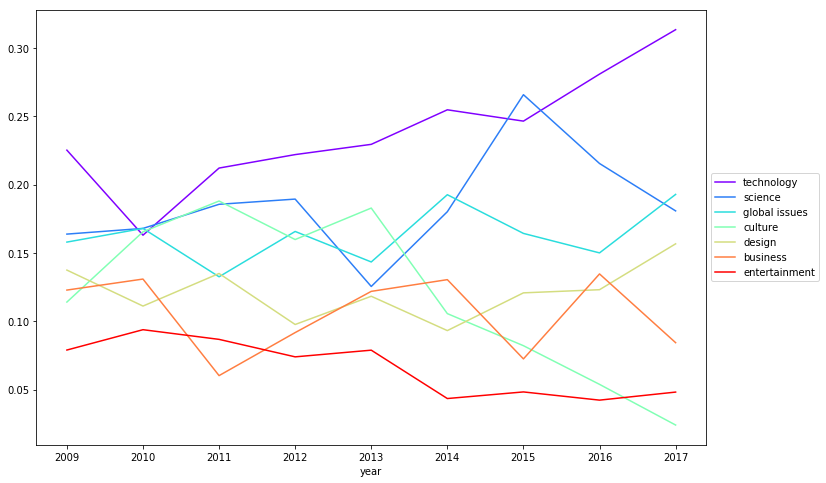 0.30
0.25
0.20
0.15
0.10
0.05
2009 2010 2011 2012 2013 2014 2015 2016 2017
year
technology
science
global issues
culture
design
business
entertainment